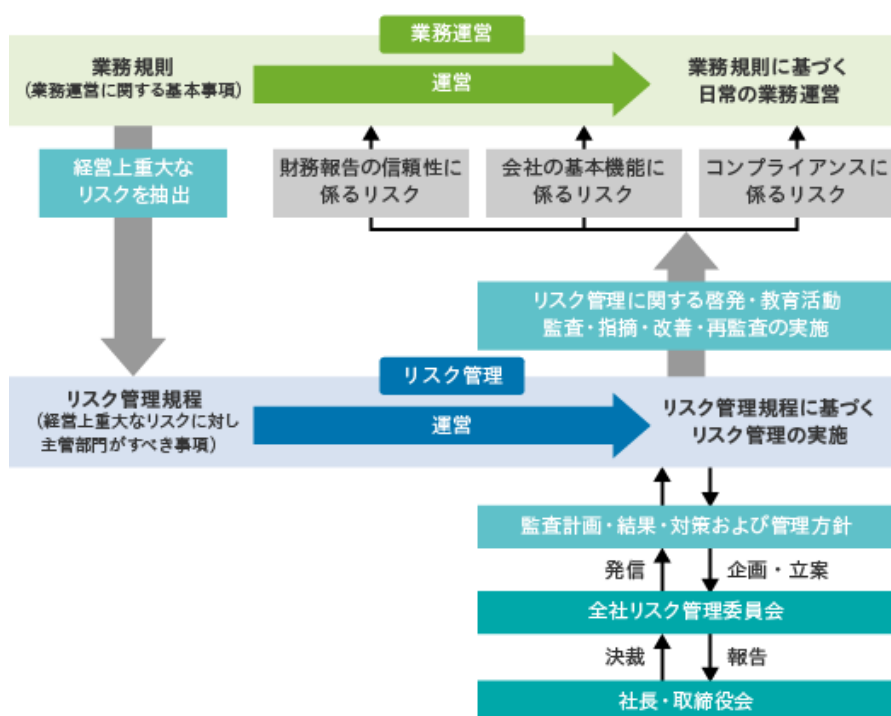 業務運営
業務規則
(業務運営に関する基本事項)
運営
業務規則に基づく
日常の業務運営
経営上重大な
リスクを抽出
財務報告の信頼性に
係るリスク
会社の基本機能に
係るリスク
コンプライアンスに
係るリスク
リスク管理に関する啓発・教育活動
監査・指摘・改善・再監査の実施
リスク管理
リスク管理規程
(経営上重大なリスクに対し
主管部門がすべき事項)
運営
リスク管理規程に基づく
リスク管理の実施
監査計画・結果・対策および管理方針
発信
企画・立案
全社リスク管理委員会
決裁
報告
社長・取締役会